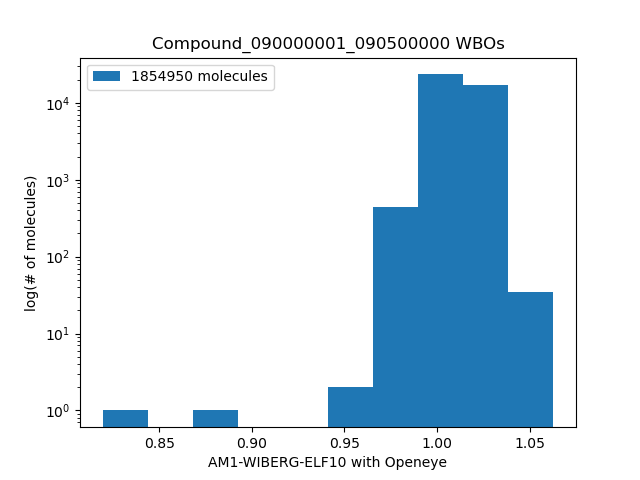 Compound_090000001_090500000 WBOs
1854950 molecules
log(# of molecules)
10⁴
10³
10²
10¹
10⁰
0.85 0.90 0.95 1.00 1.05
AM1-WIBERG-ELF10 with Openeye